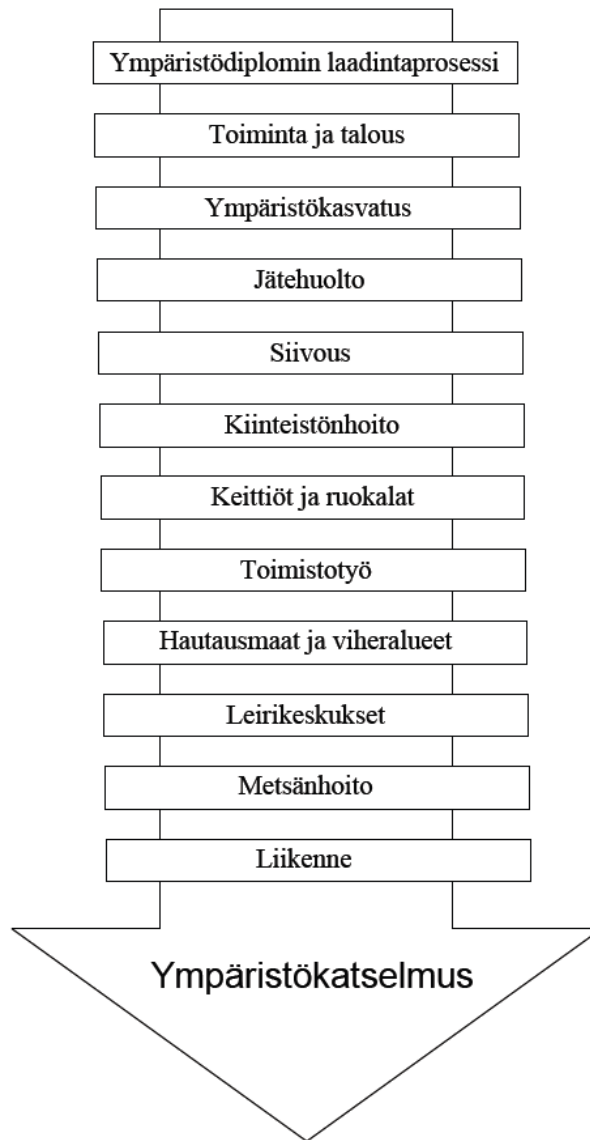 Ympäristödiplomin laadintaprosessi
Toiminta ja talous
Ympäristökasvatus
Jätehuolto
Siivous
Kiinteistönhoito
Keittiöt ja ruokalat
Toimistotyö
Hautausmaat ja viheralueet
Leirikeskukset
Metsänhoito
Liikenne
Ympäristökatselmus